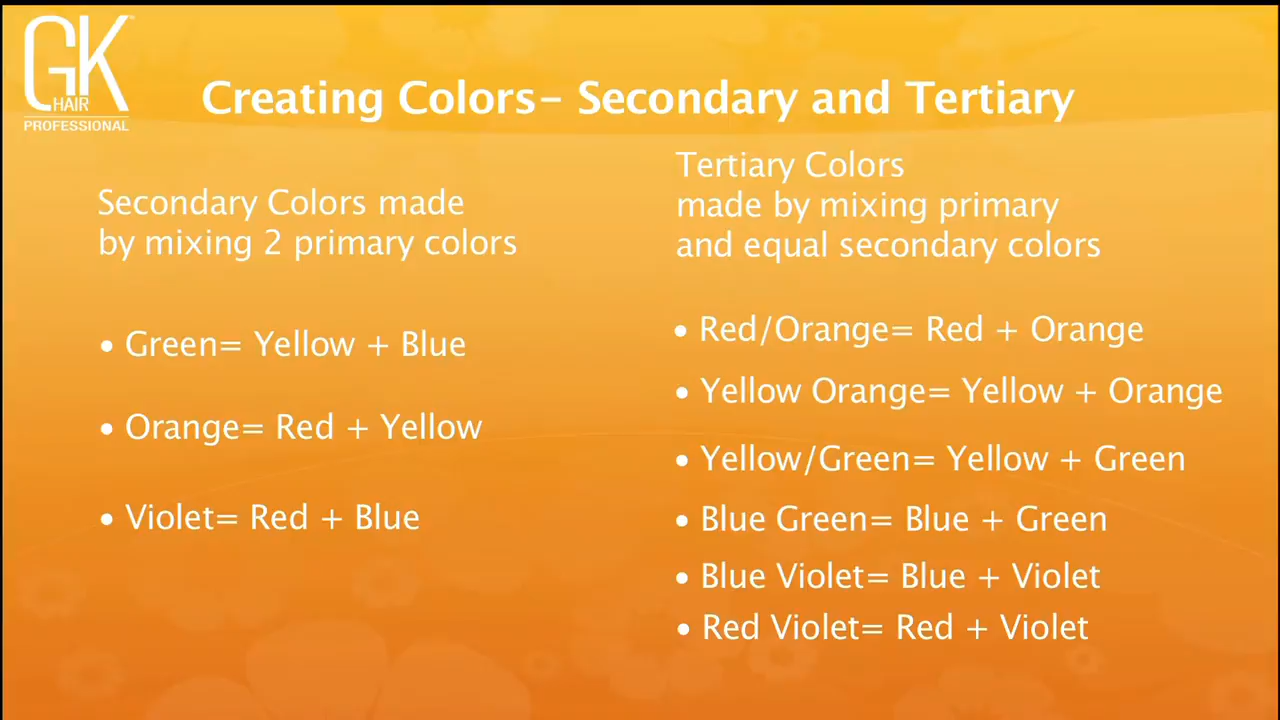 GK
HAIR
PROFESSIONAL
Creating Colors- Secondary and Tertiary
Secondary Colors made
by mixing 2 primary colors
• Green= Yellow + Blue
• Orange= Red + Yellow
• Violet= Red + Blue
Tertiary Colors
made by mixing primary
and equal secondary colors
• Red/Orange= Red + Orange
• Yellow Orange= Yellow + Orange
• Yellow/Green= Yellow + Green
• Blue Green= Blue + Green
• Blue Violet= Blue + Violet
• Red Violet= Red + Violet